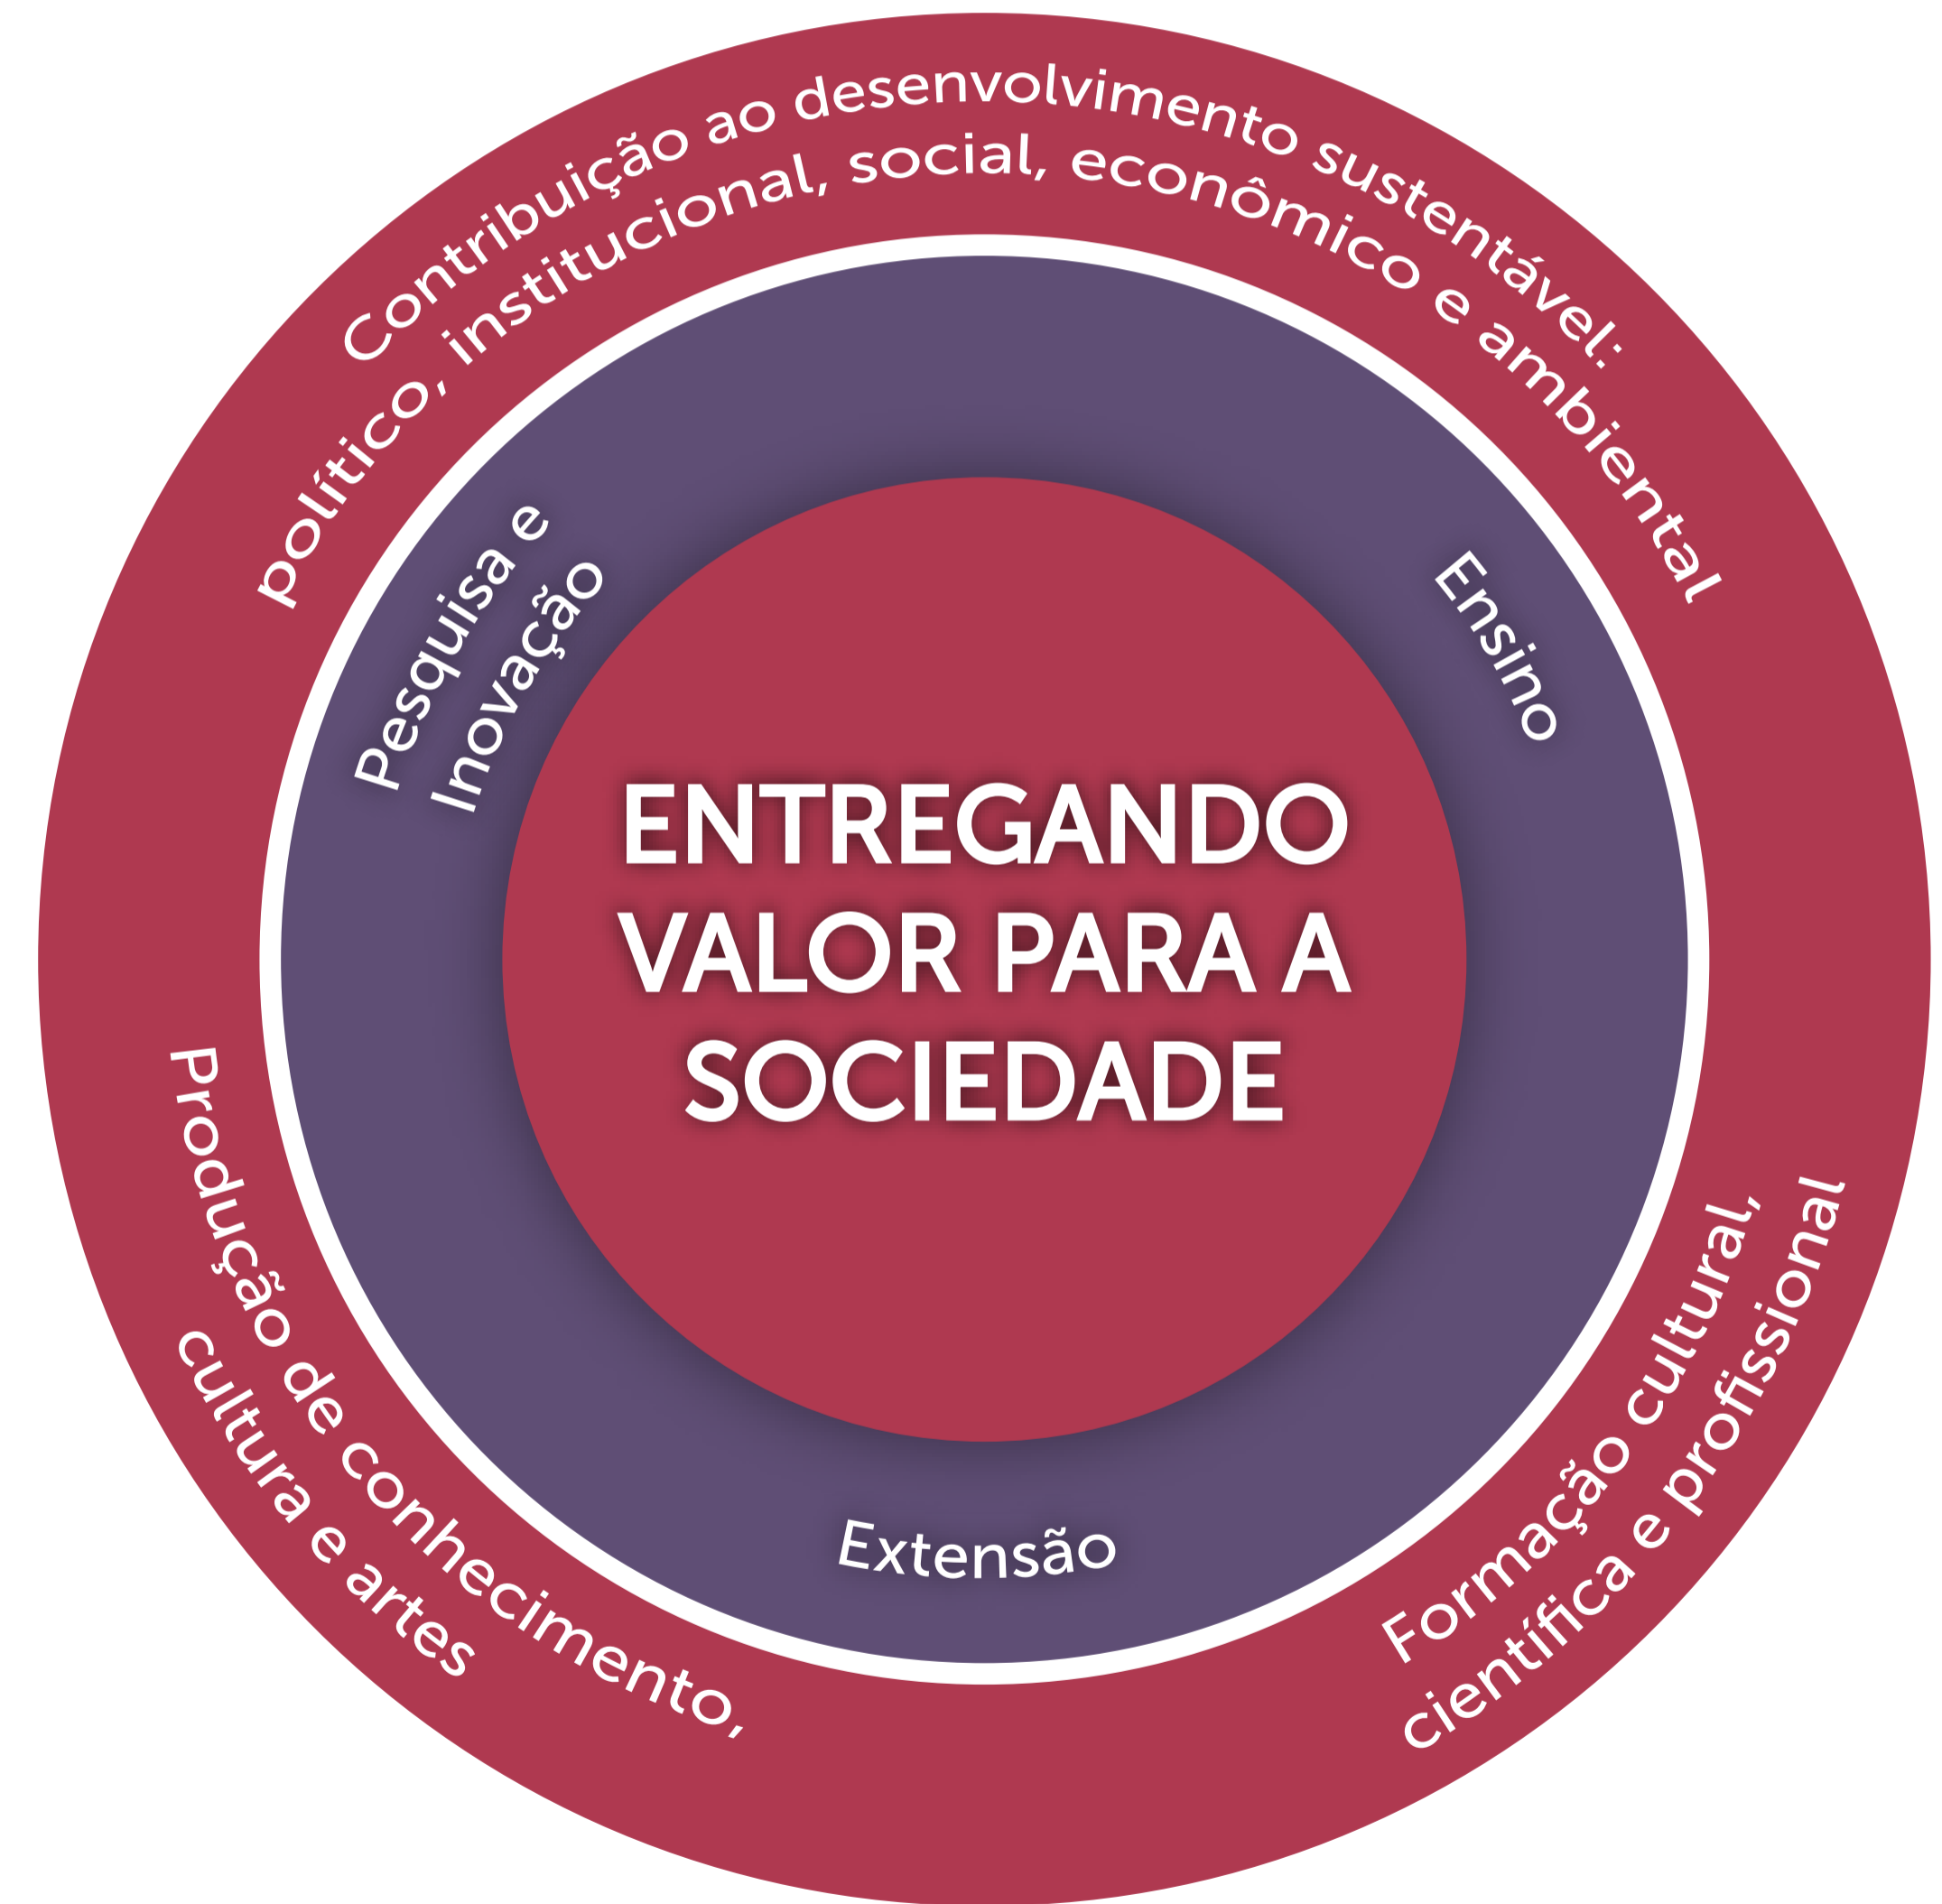 Contribuição ao desenvolvimento sustentável:
político, institucional, social, econômico e ambiental
Pesquisa e
Inovação
Ensino
ENTREGANDO
VALOR PARA A
SOCIEDADE
Extensão
Produção de conhecimento,
cultura e artes
Formação cultural,
científica e profissional